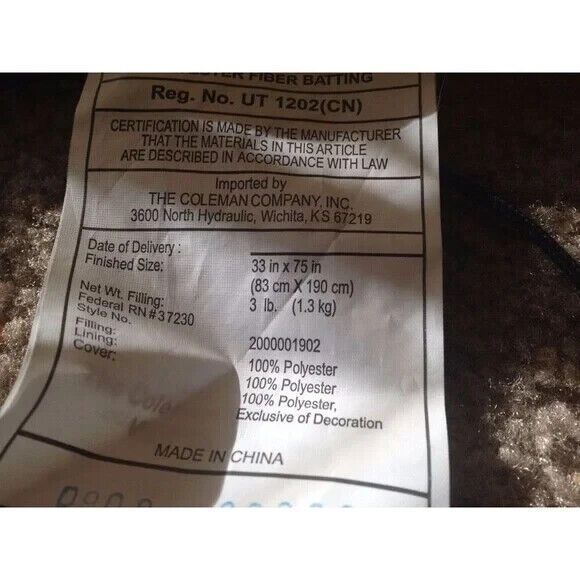 FIBER BATTING
Reg. No. UT 1202(CN)
CERTIFICATION IS MADE BY THE MANUFACTURER
THAT THE MATERIALS IN THIS ARTICLE
ARE DESCRIBED IN ACCORDANCE WITH LAW
Imported by
THE COLEMAN COMPANY, INC.
3600 North Hydraulic, Wichita, KS 67219
Date of Delivery :
Finished Size: 33 in x 75 in
(83 cm X 190 cm)
Net Wt. Filling: 3 lb. (1.3 kg)
Federal RN#37230
Style No. 2000001902
Filling: 100% Polyester
Lining: 100% Polyester
Cover: 100% Polyester,
Exclusive of Decoration
MADE IN CHINA